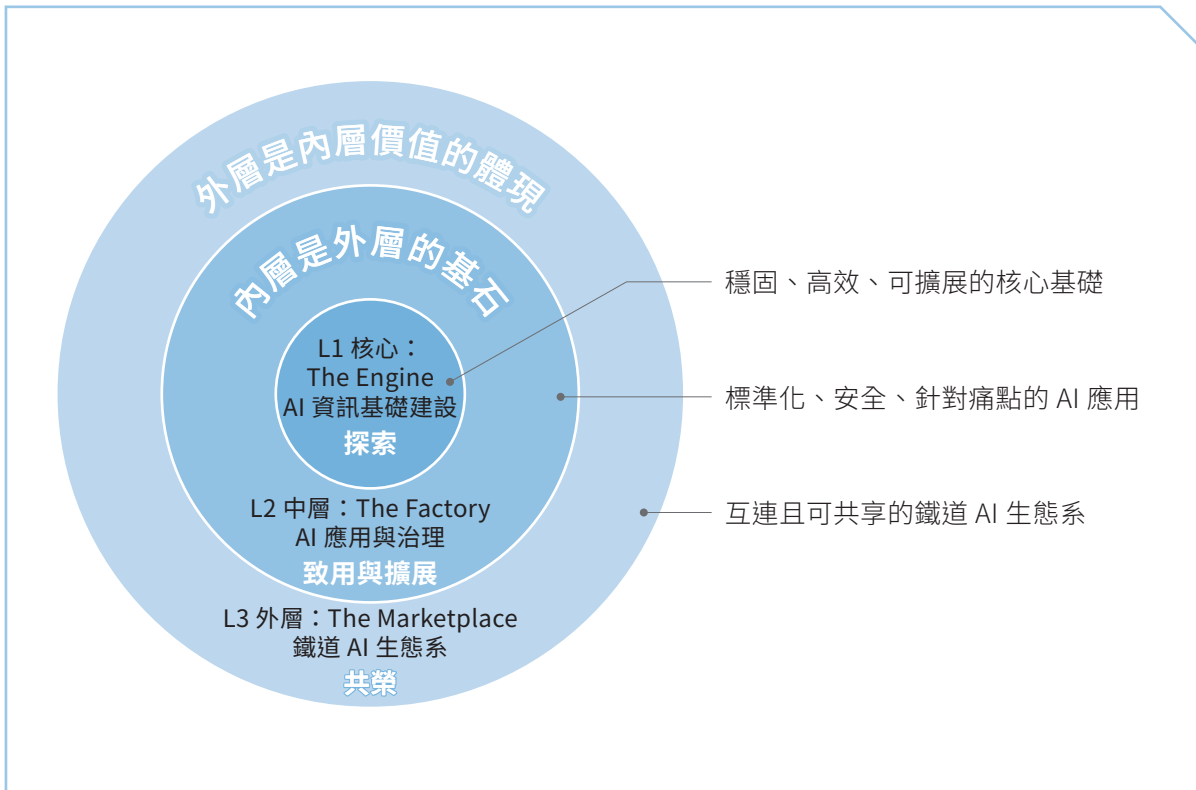 外層是內層價值的體現
內層是外層的基石
L1 核心：
The Engine
AI 資訊基礎建設
探索
L2 中層：The Factory
AI 應用與治理
致用與擴展
L3 外層：The Marketplace
鐵道 AI 生態系
共榮
穩固、高效、可擴展的核心基礎
標準化、安全、針對痛點的 AI 應用
互連且可共享的鐵道 AI 生態系